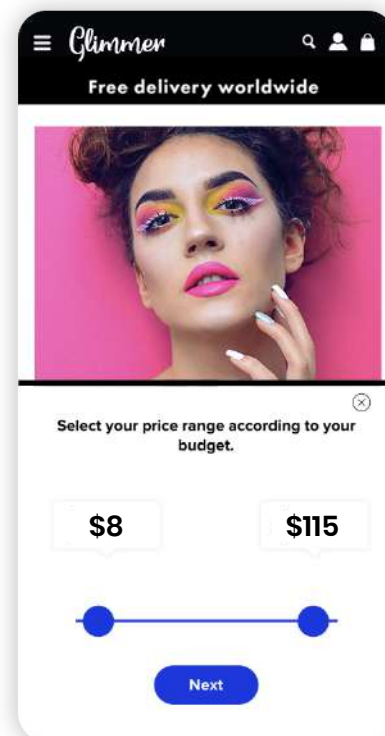 Glimmer
Free delivery worldwide
Select your price range according to your
budget.
$8
$115
Next